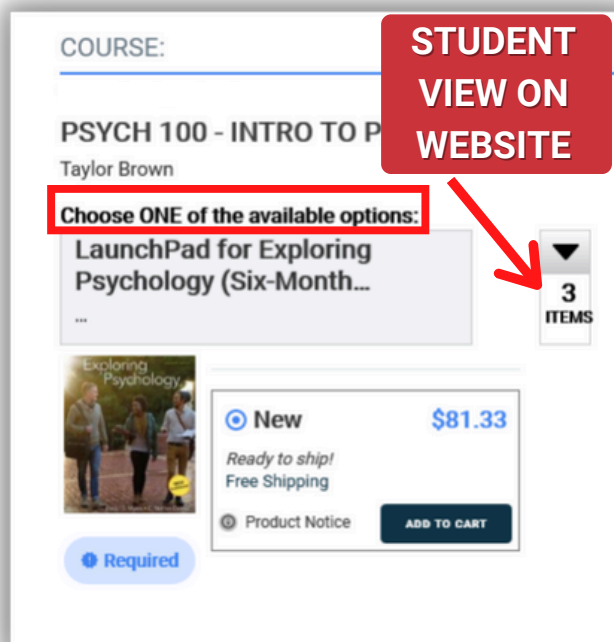 COURSE:
STUDENT
VIEW ON
WEBSITE
PSYCH 100 - INTRO TO P
Taylor Brown
Choose ONE of the available options:
LaunchPad for Exploring
Psychology (Six-Month...
...
3
ITEMS
Exploring
Psychology
New
$81.33
Ready to ship!
Free Shipping
Product Notice
ADD TO CART
Required